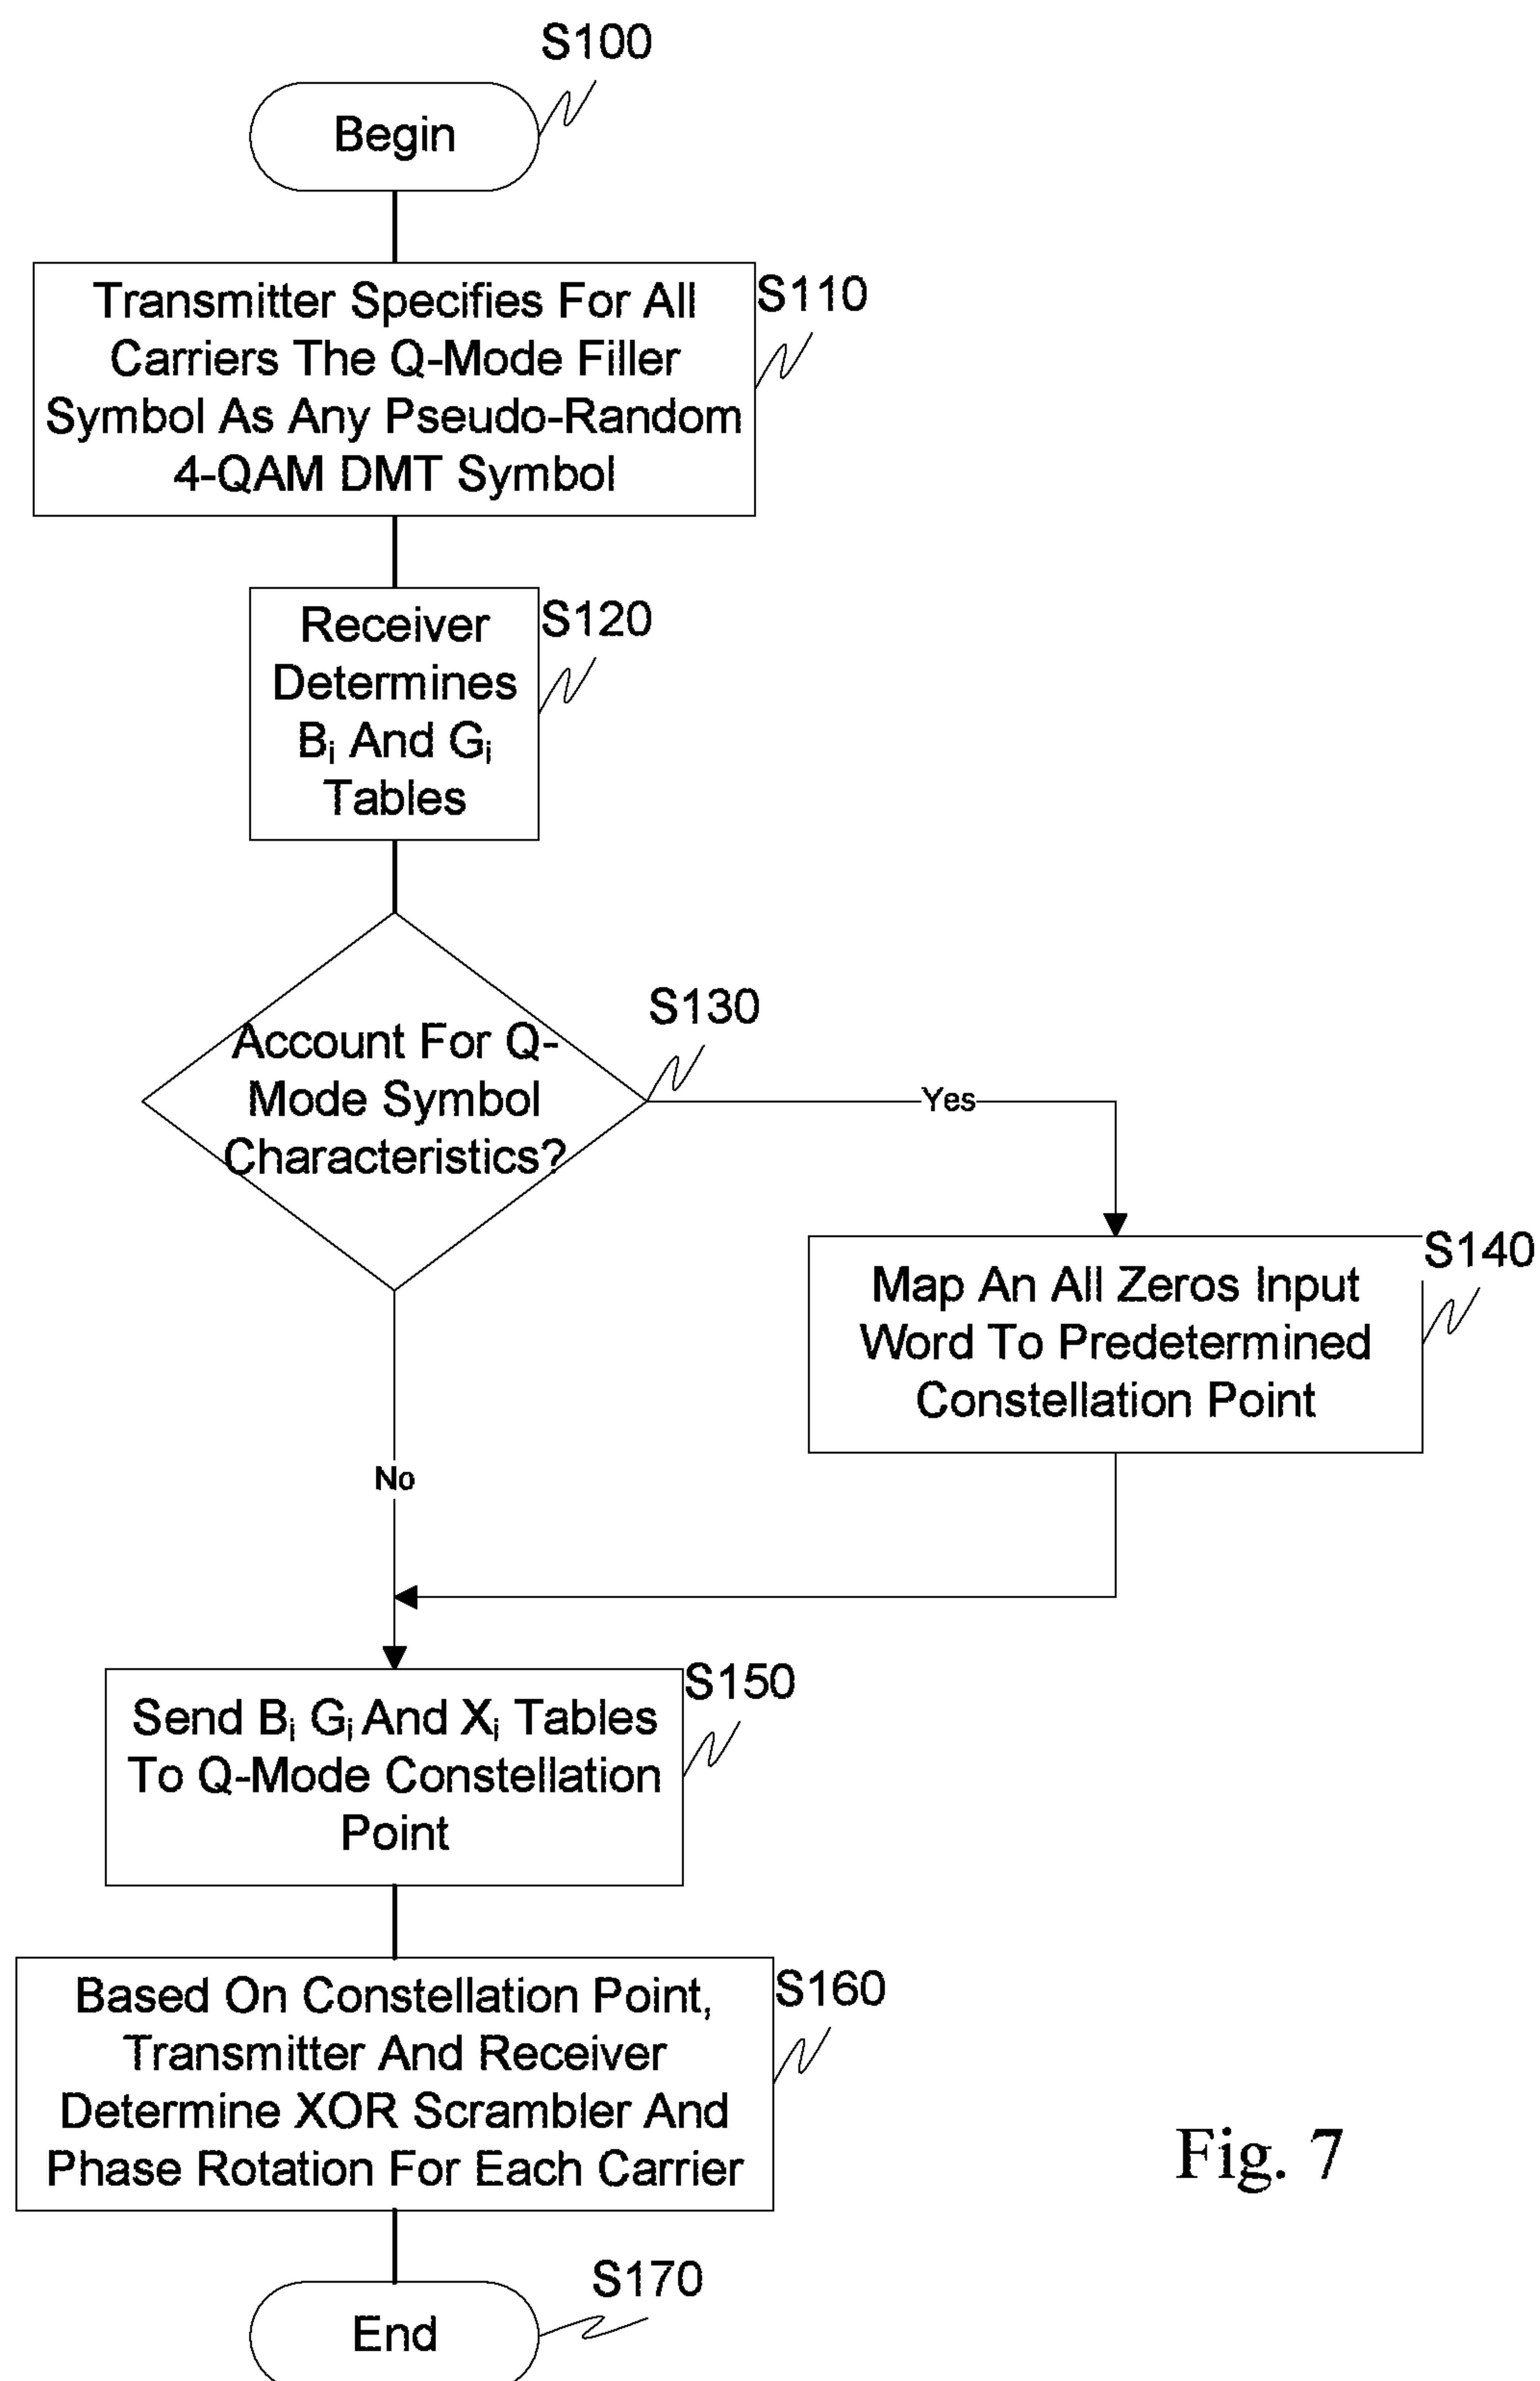 S100
Begin
S110
Transmitter Specifies For All
Carriers The Q-Mode Filler
Symbol As Any Pseudo-Random
4-QAM DMT Symbol
S120
Receiver
Determines
Bi And Gi
Tables
S130
Account For Q-
Mode Symbol
Characteristics?
Yes
No
S140
Map An All Zeros Input
Word To Predetermined
Constellation Point
S150
Send Bi Gi And Xi Tables
To Q-Mode Constellation
Point
S160
Based On Constellation Point,
Transmitter And Receiver
Determine XOR Scrambler And
Phase Rotation For Each Carrier
S170
End
Fig. 7